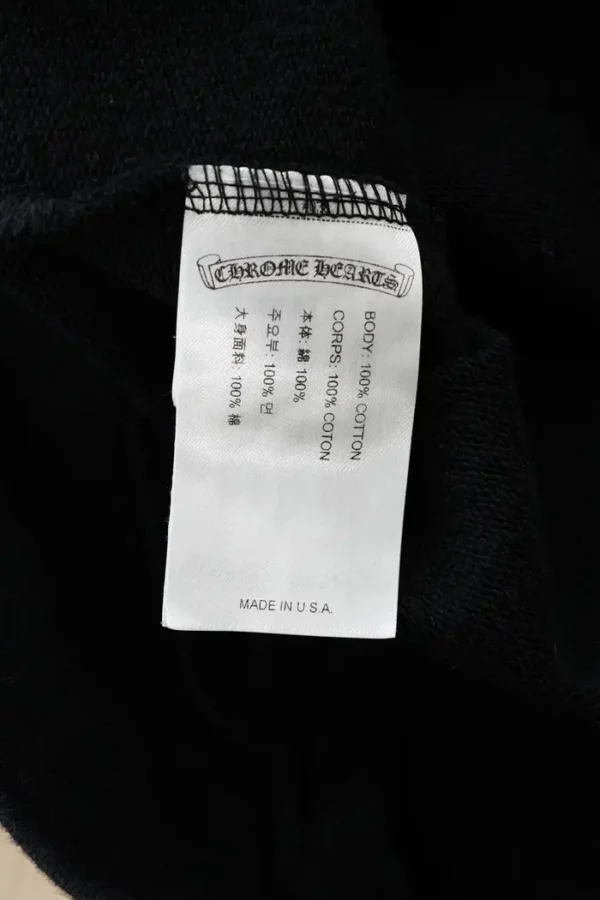 CHROME HEARTS
BODY: 100% COTTON
CORPS: 100% COTON
本体: 綿 100%
주요부: 100% 면
大身面料: 100% 棉
MADE IN U.S.A.